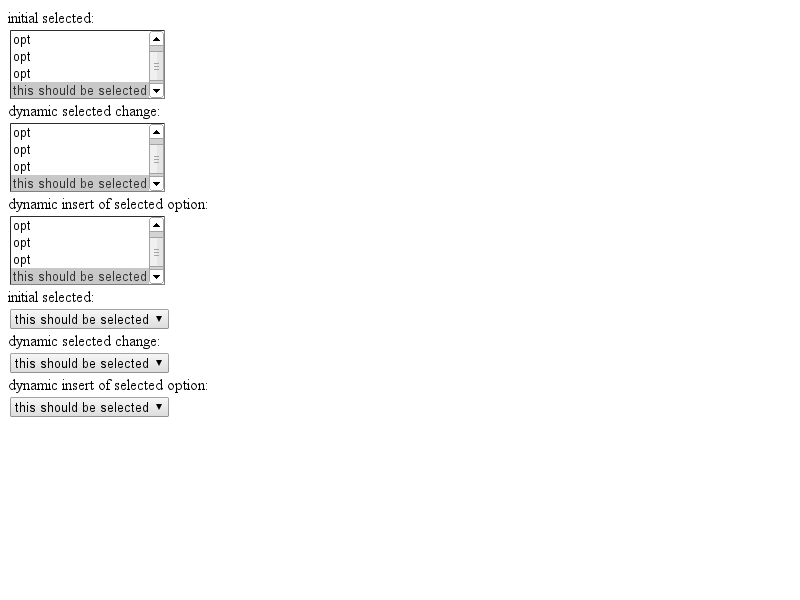 initial selected:
opt
opt
opt
this should be selected
dynamic selected change:
opt
opt
opt
this should be selected
dynamic insert of selected option:
opt
opt
opt
this should be selected
initial selected:
this should be selected
dynamic selected change:
this should be selected
dynamic insert of selected option:
this should be selected